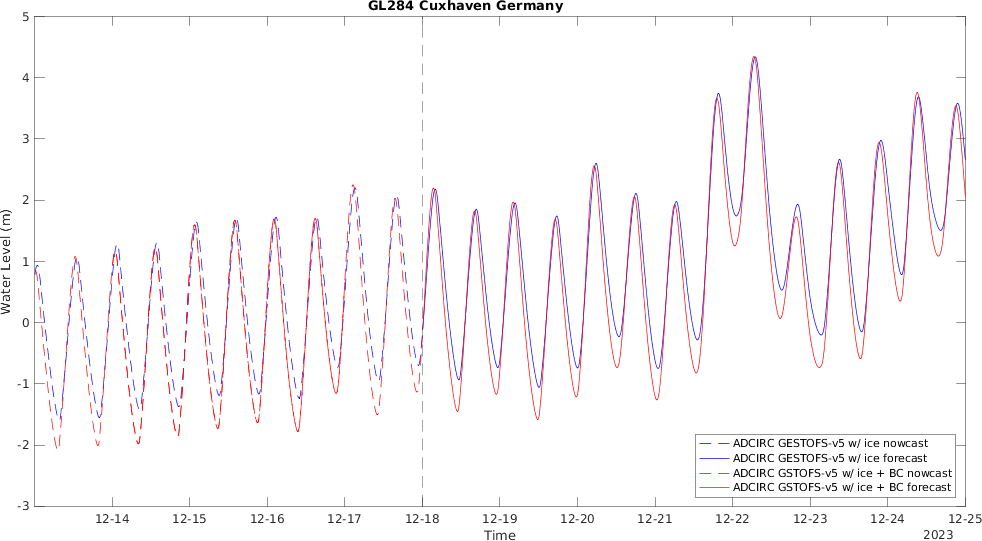 GL284 Cuxhaven Germany
5
4
3
2
1
0
-1
-2
-3
Water Level (m)
12-14 12-15 12-16 12-17 12-18 12-19 12-20 12-21 12-22 12-23 12-24 12-25
Time
2023
ADCIRC GESTOFS-v5 w/ ice nowcast
ADCIRC GESTOFS-v5 w/ ice forecast
ADCIRC GSTOFS-v5 w/ ice + BC nowcast
ADCIRC GSTOFS-v5 w/ ice + BC forecast